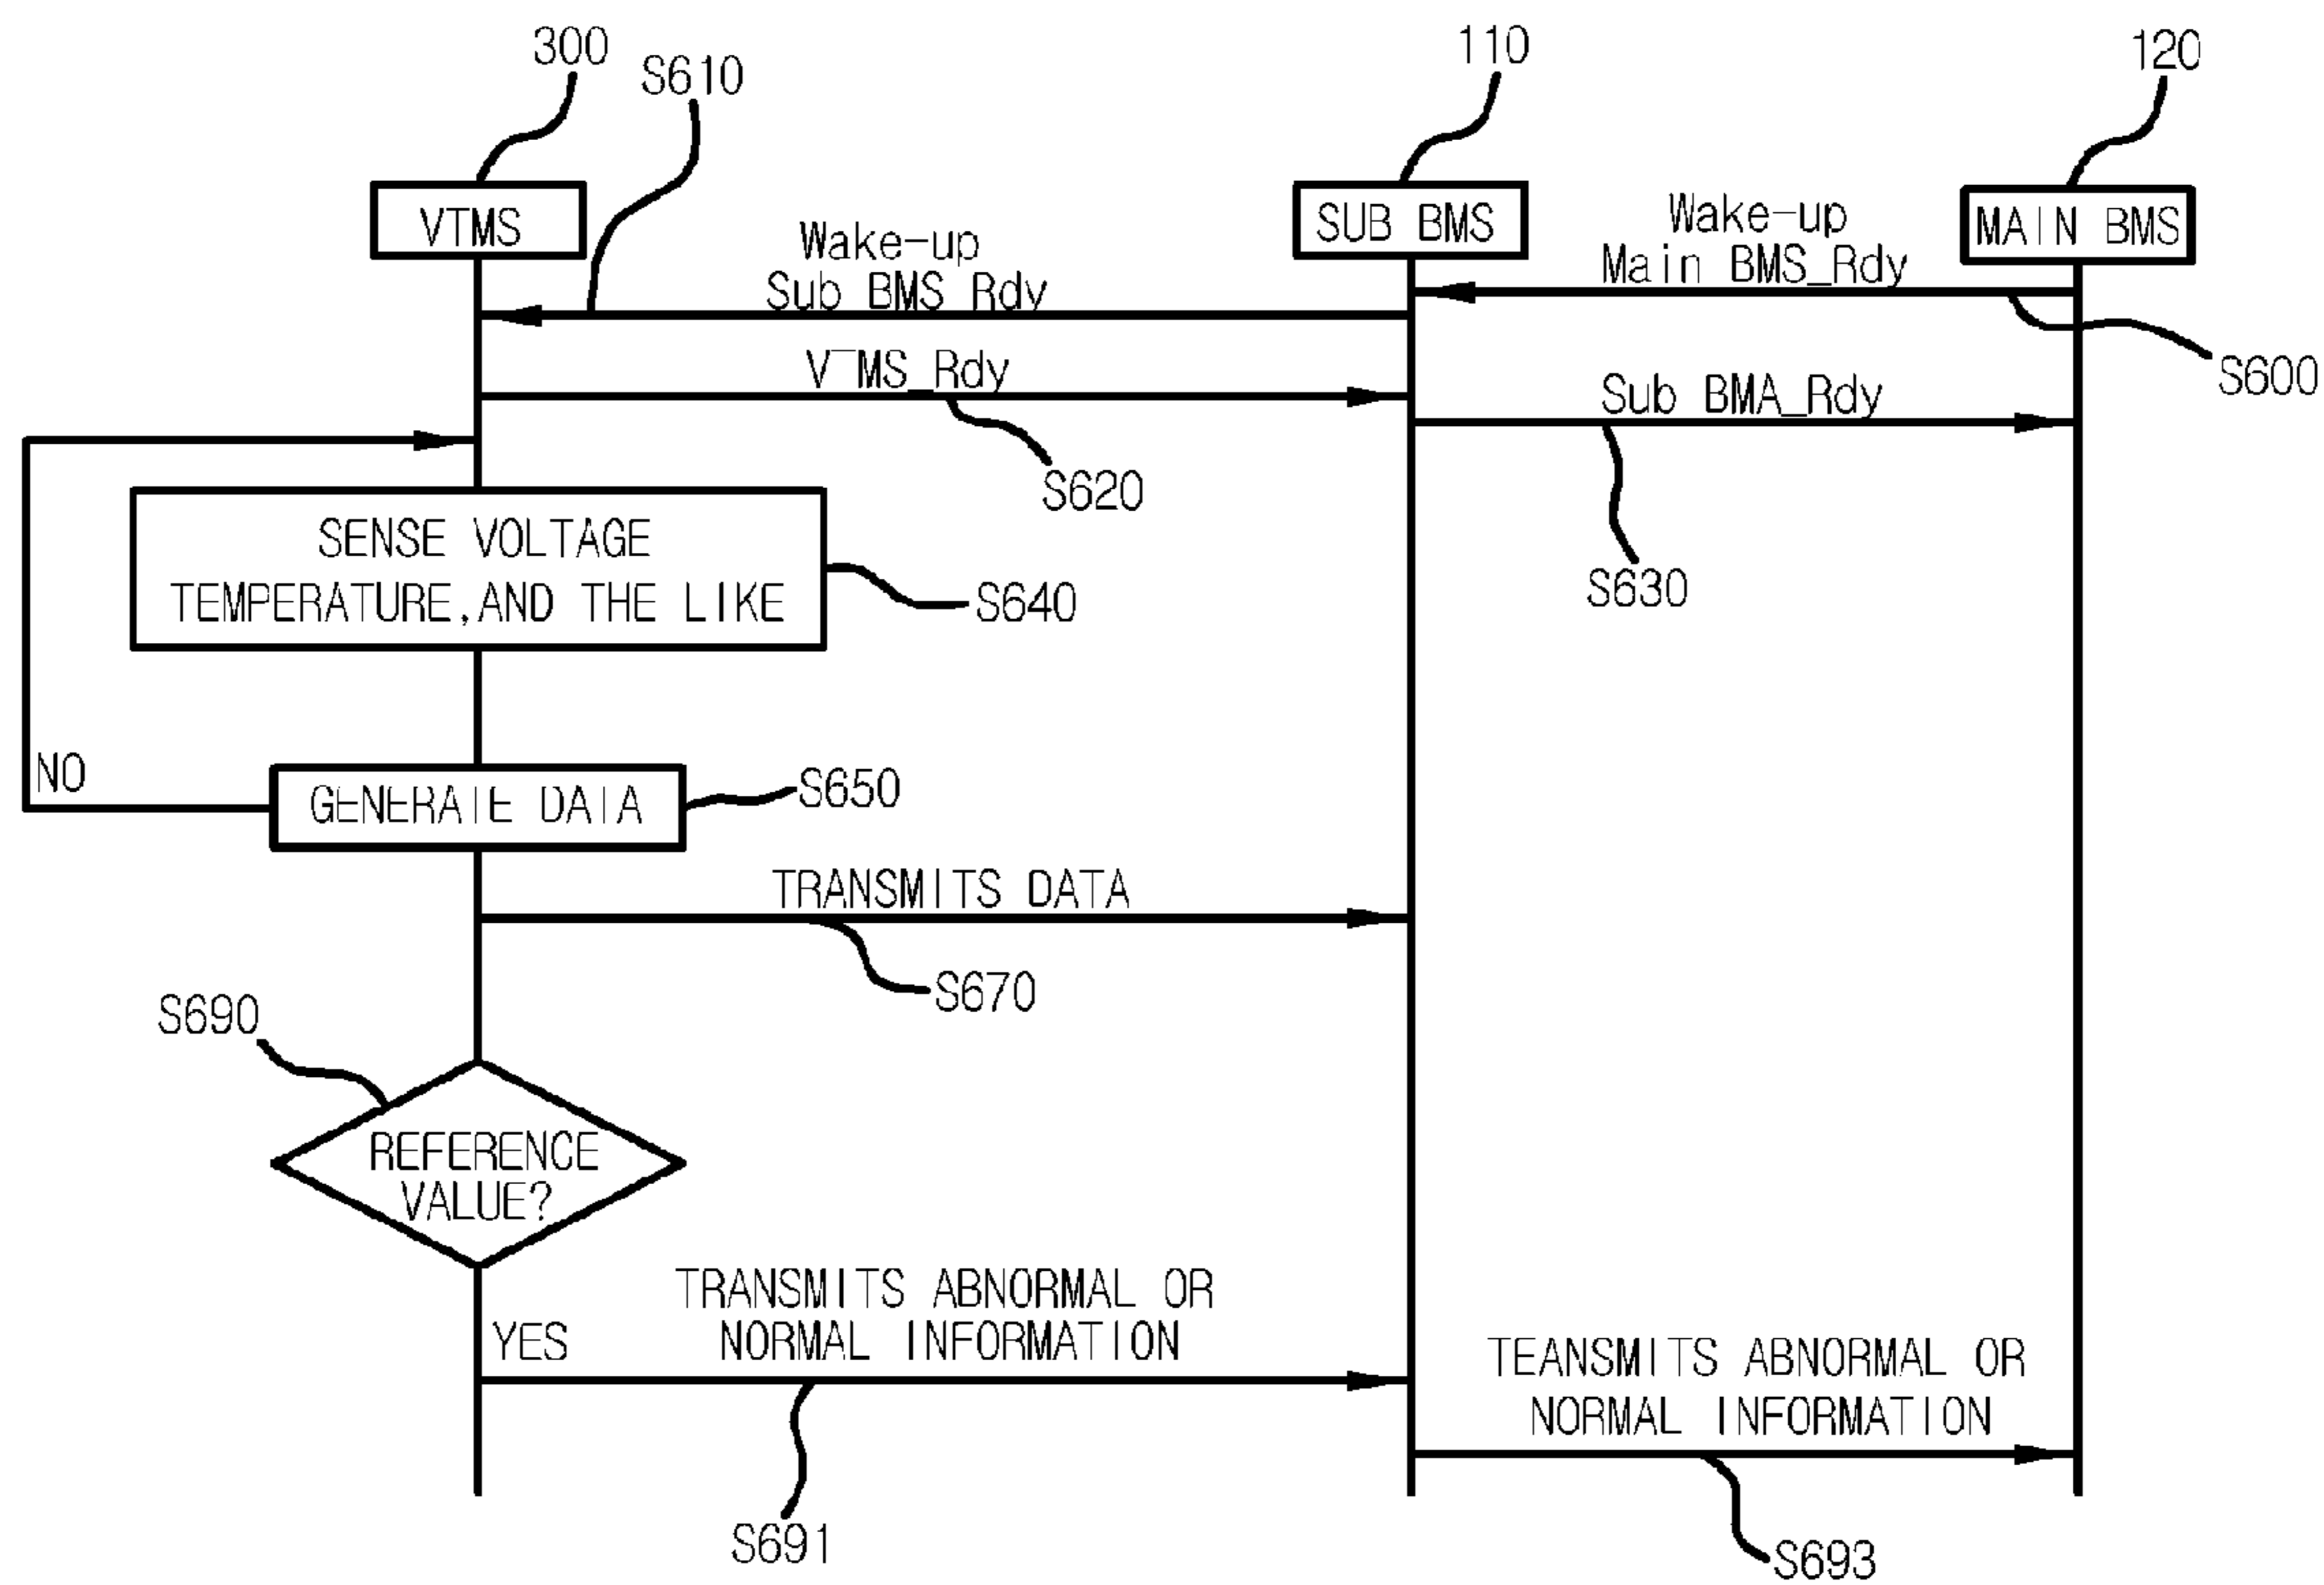 300
S610
110
120
VTMS
SUB BMS
MAIN BMS
Wake-up
Sub BMS_Rdy
Wake-up
Main BMS_Rdy
S600
VTMS_Rdy
S620
Sub BMA_Rdy
S630
SENSE VOLTAGE
TEMPERATURE,AND THE LIKE
S640
NO
GENERATE DATA
S650
TRANSMITS DATA
S670
S690
REFERENCE
VALUE?
YES
TRANSMITS ABNORMAL OR
NORMAL INFORMATION
S691
TEANSMITS ABNORMAL OR
NORMAL INFORMATION
S693